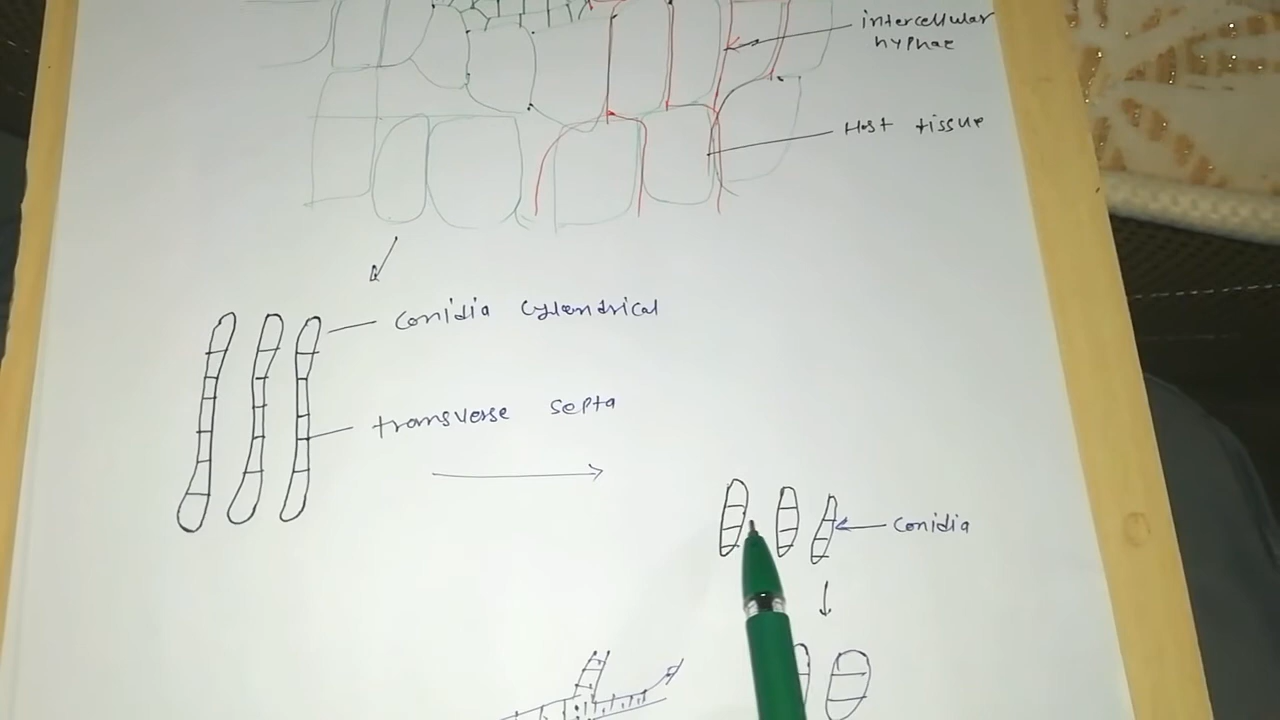 intercellular
hyphae
Host tissue
Conidia Cylendrical
transverse septa
Conidia